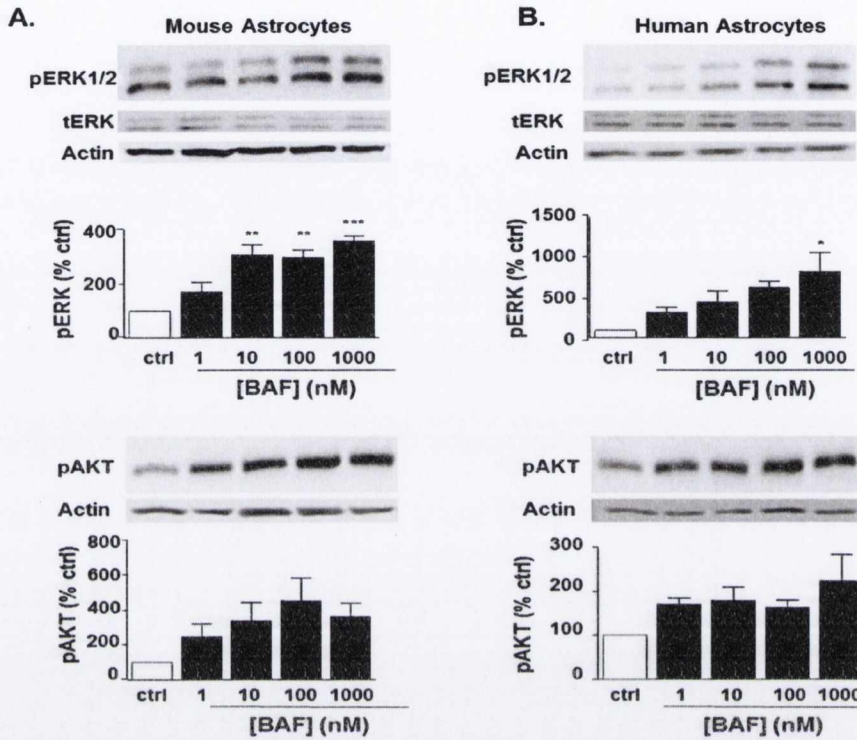 A.
Mouse Astrocytes
pERK1/2
tERK
Actin
pERK (% ctrl)
400
200
0
** ** ***
ctrl 1 10 100 1000
[BAF] (nM)
pAKT
Actin
pAKT (% ctrl)
800
600
400
200
0
ctrl 1 10 100 1000
[BAF] (nM)
B.
Human Astrocytes
pERK1/2
tERK
Actin
pERK (% ctrl)
1500
1000
500
0
*
ctrl 1 10 100 1000
[BAF] (nM)
pAKT
Actin
pAKT (% ctrl)
300
200
100
0
ctrl 1 10 100 1000
[BAF] (nM)